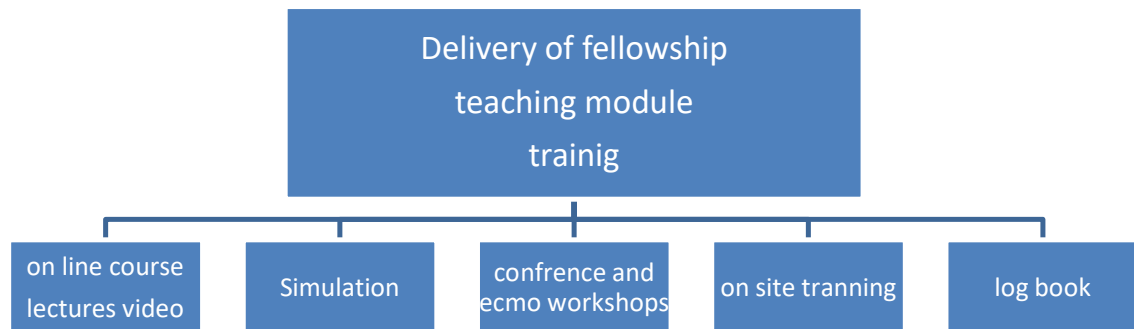 Delivery of fellowship
teaching module
trainig
on line course
lectures video
Simulation
confrence and
ecmo workshops
on site tranning
log book